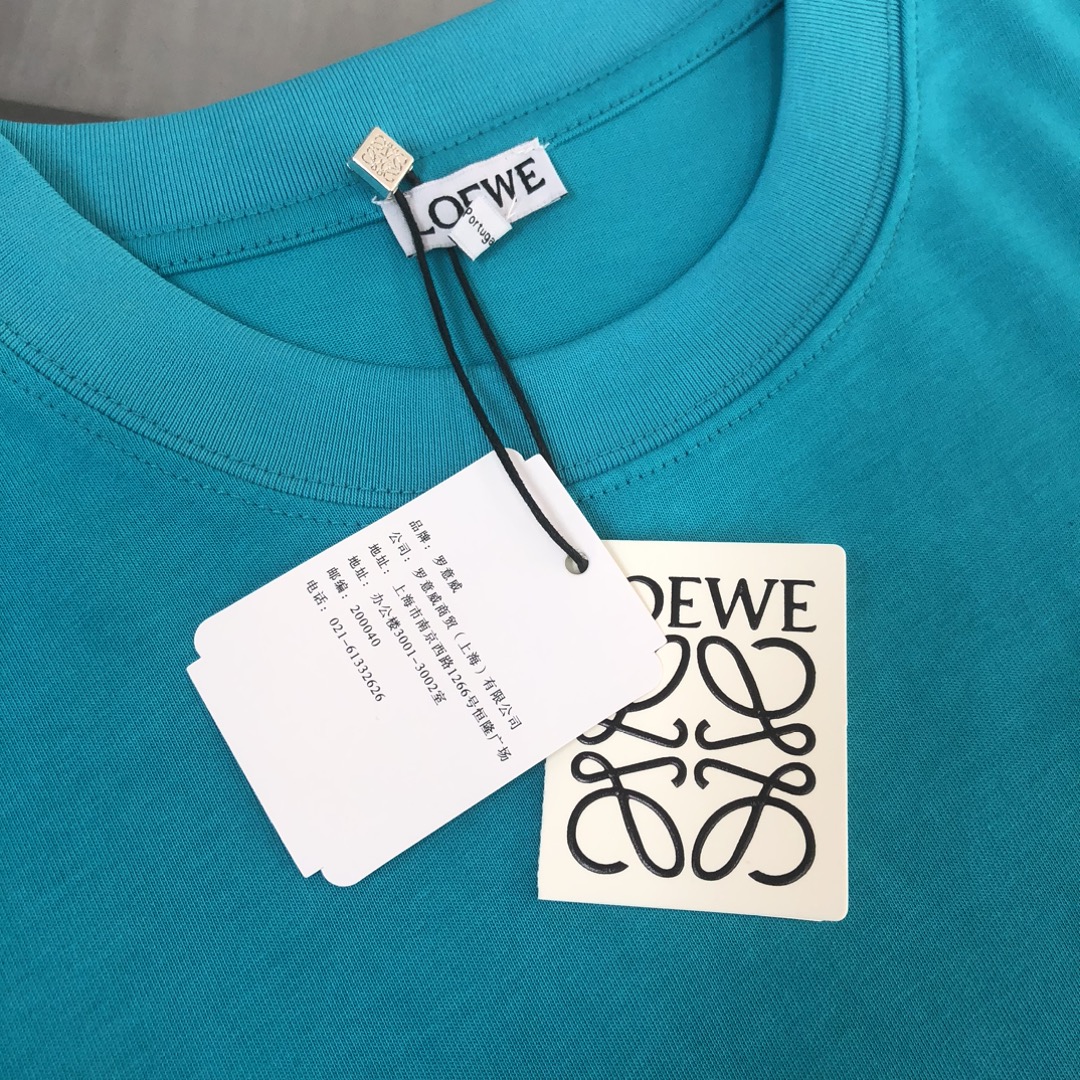 LOEWE
Portuga
品牌：罗意威
公司：罗意威商贸（上海）有限公司
地址：上海市南京西路1266号恒隆广场
地址：办公楼3001-3002室
邮编：200040
电话：021-61332626
OEWE